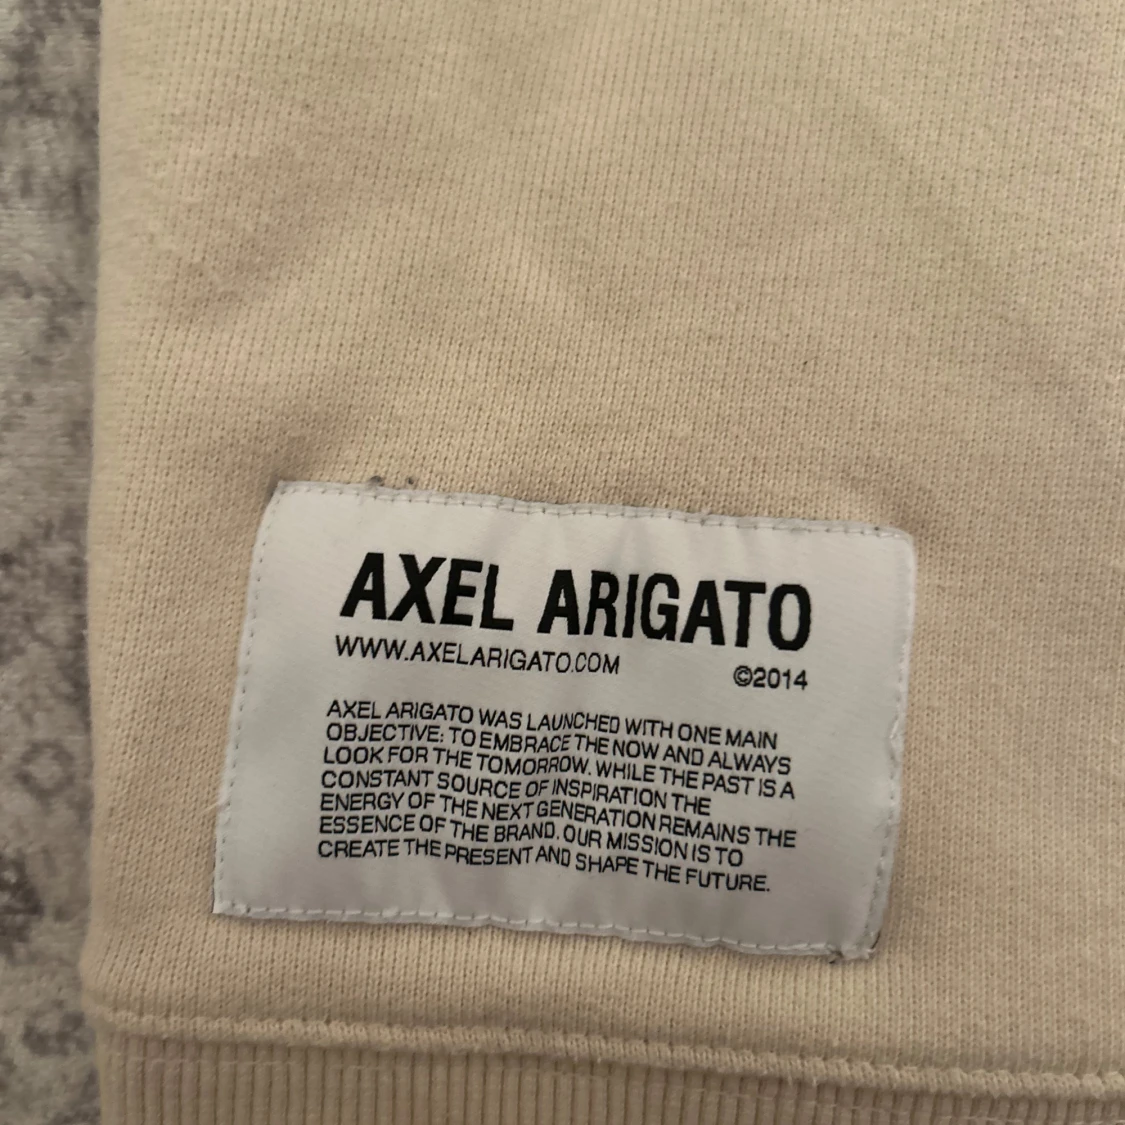 AXEL ARIGATO
WWW.AXELARIGATO.COM ©2014
AXEL ARIGATO WAS LAUNCHED WITH ONE MAIN
OBJECTIVE: TO EMBRACE THE NOW AND ALWAYS
LOOK FOR THE TOMORROW. WHILE THE PAST IS A
CONSTANT SOURCE OF INSPIRATION THE
ENERGY OF THE NEXT GENERATION REMAINS THE
ESSENCE OF THE BRAND. OUR MISSION IS TO
CREATE THE PRESENT AND SHAPE THE FUTURE.